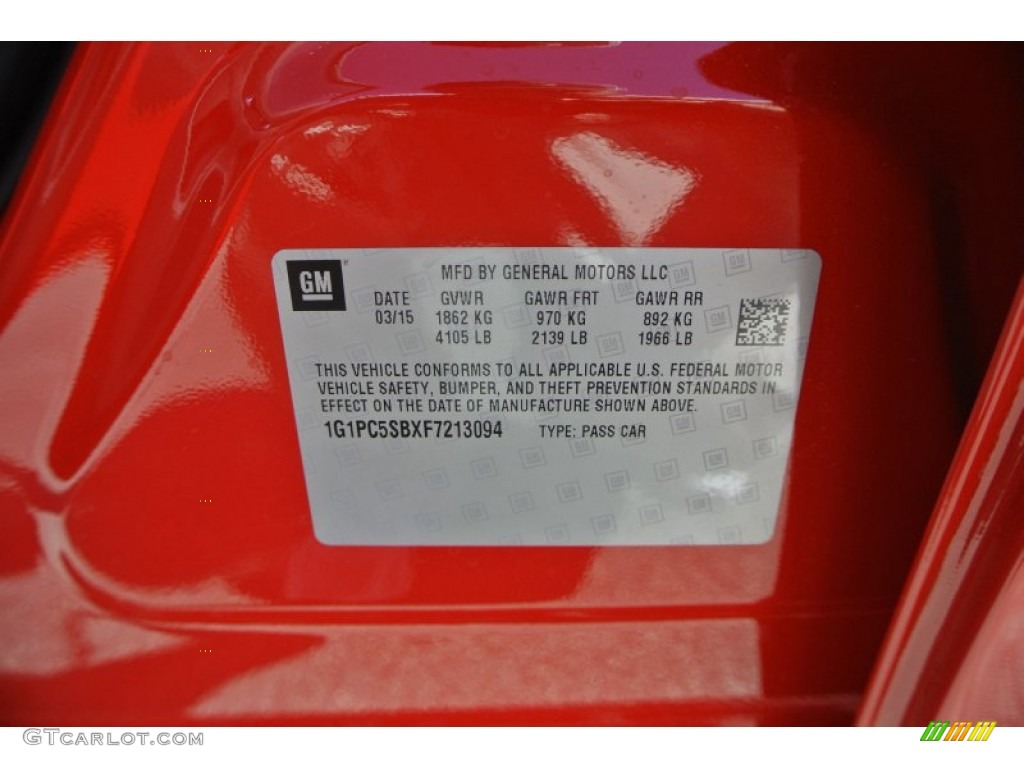 GM
MFD BY GENERAL MOTORS LLC
DATE GVWR GAWR FRT GAWR RR
03/15 1862 KG 970 KG 892 KG
4105 LB 2139 LB 1966 LB
THIS VEHICLE CONFORMS TO ALL APPLICABLE U.S. FEDERAL MOTOR
VEHICLE SAFETY, BUMPER, AND THEFT PREVENTION STANDARDS IN
EFFECT ON THE DATE OF MANUFACTURE SHOWN ABOVE.
1G1PC5SBXF7213094 TYPE: PASS CAR
GTCarlot.com